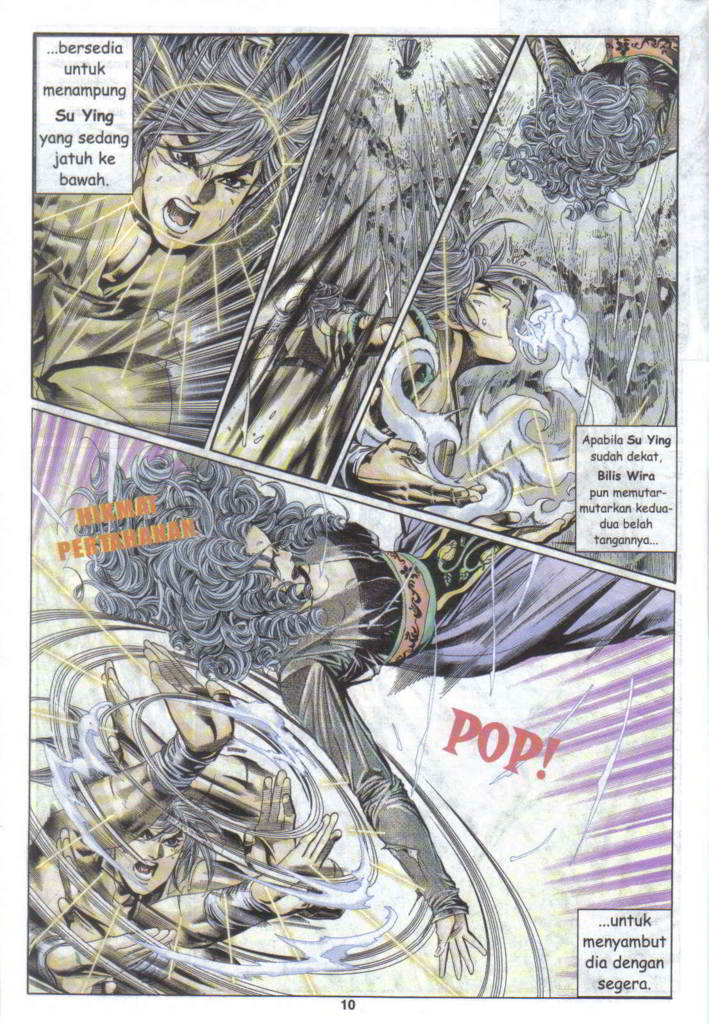 ...bersedia
untuk
menampung
Su Ying
yang sedang
jatuh ke
bawah.
Apabila Su Ying
sudah dekat,
Bilis Wira
pun memutar-
mutarkan kedua-
dua belah
tangannya...
HIKMAT
PERTAHANAN
POP!
...untuk
menyambut
dia dengan
segera.
10